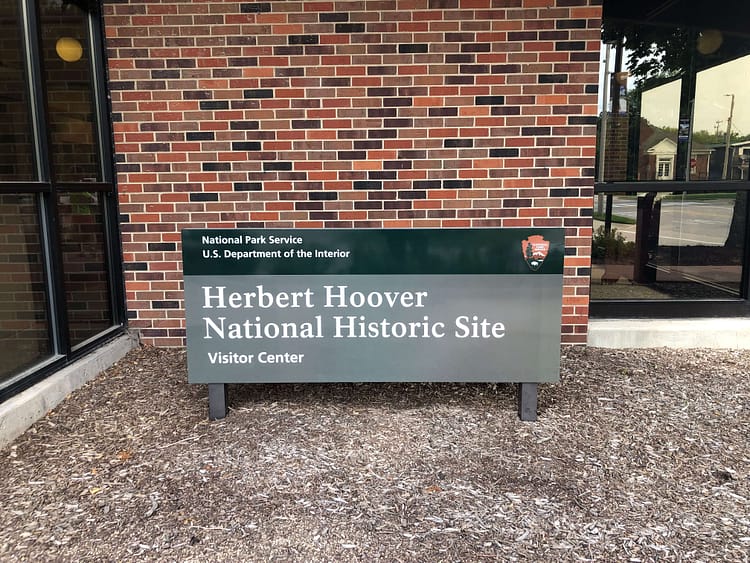 National Park Service
U.S. Department of the Interior
Herbert Hoover
National Historic Site
Visitor Center